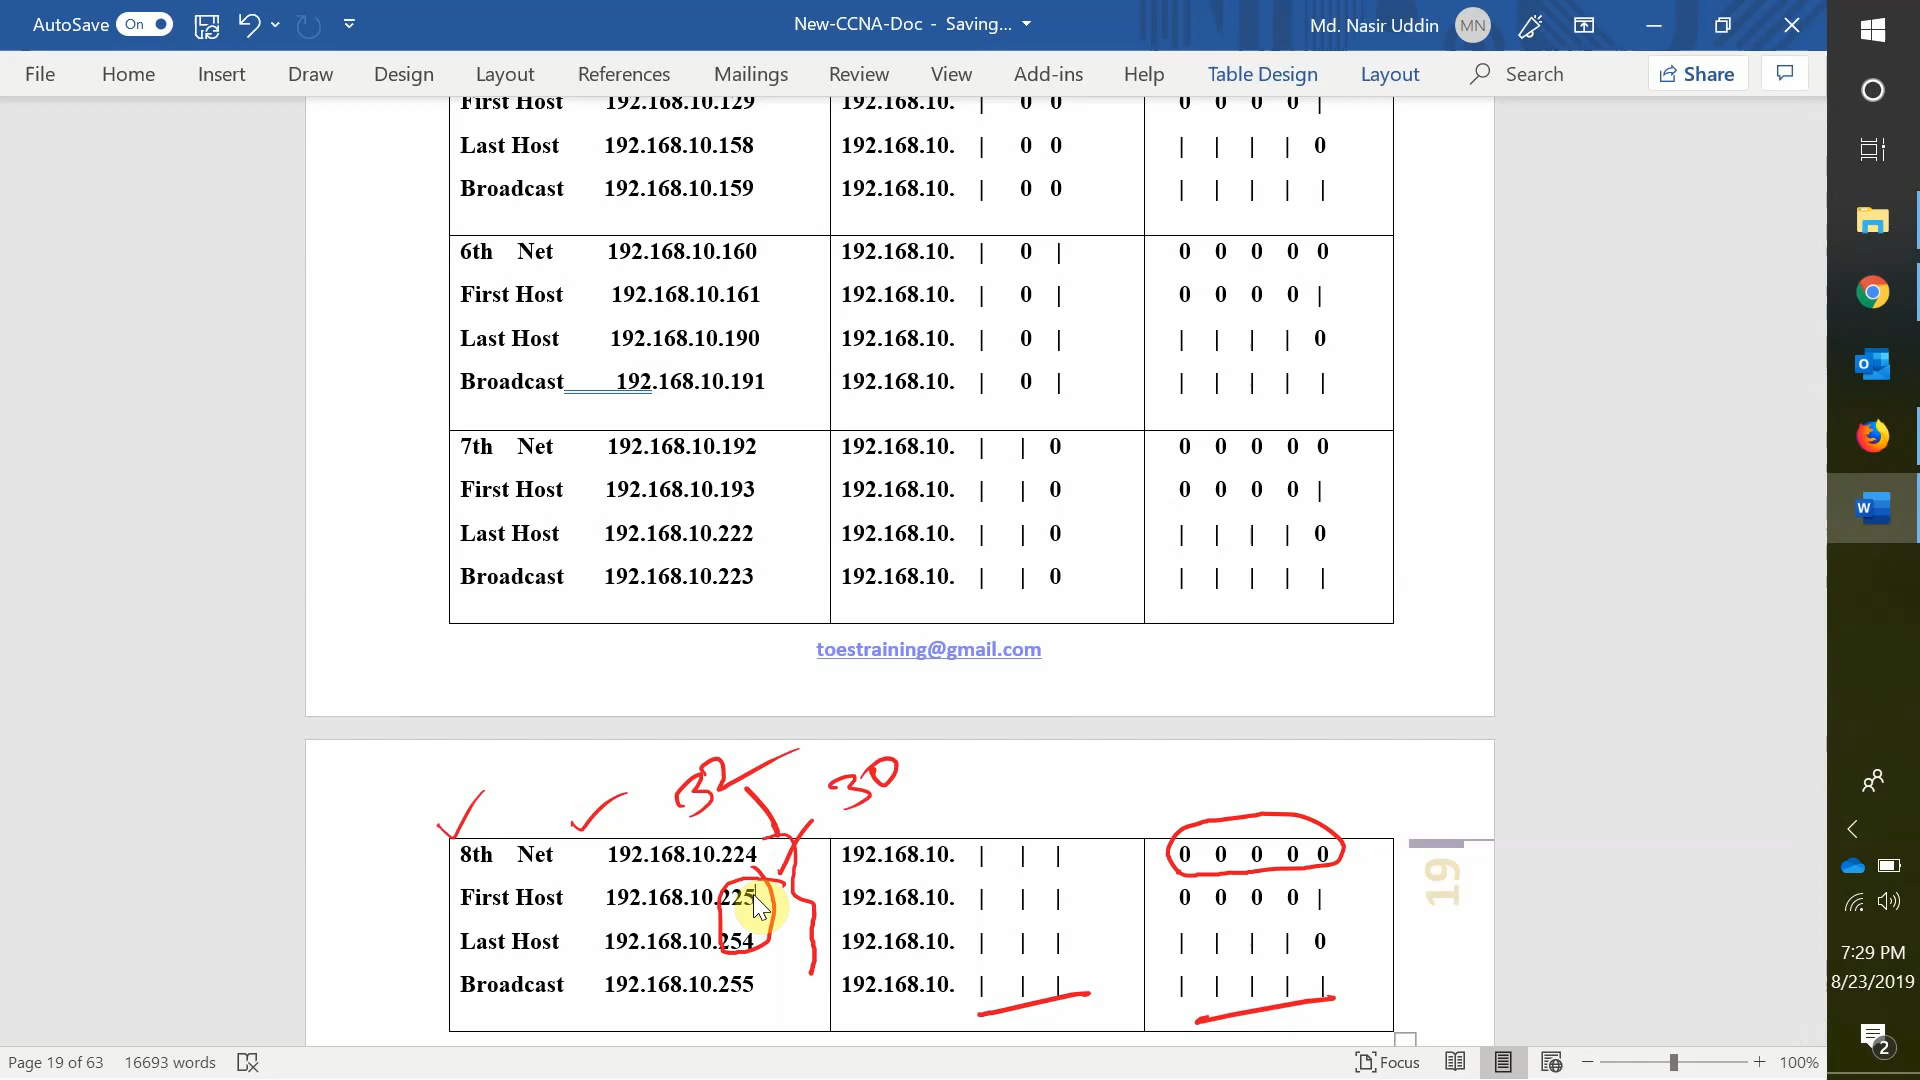 AutoSave On New-CCNA-Doc - Saving... Md. Nasir Uddin MN
File Home Insert Draw Design Layout References Mailings Review View Add-ins Help Table Design Layout Search Share
First Host 192.168.10.129 192.168.10. | 0 0 0 0 0 0 |
Last Host 192.168.10.158 192.168.10. | 0 0 | | | | 0
Broadcast 192.168.10.159 192.168.10. | 0 0 | | | | |
6th Net 192.168.10.160 192.168.10. | 0 | 0 0 0 0 0
First Host 192.168.10.161 192.168.10. | 0 | 0 0 0 0 |
Last Host 192.168.10.190 192.168.10. | 0 | | | | | 0
Broadcast 192.168.10.191 192.168.10. | 0 | | | | | |
7th Net 192.168.10.192 192.168.10. | | 0 0 0 0 0 0
First Host 192.168.10.193 192.168.10. | | 0 0 0 0 0 |
Last Host 192.168.10.222 192.168.10. | | 0 | | | | 0
Broadcast 192.168.10.223 192.168.10. | | 0 | | | | |
toestraining@gmail.com
32 30
8th Net 192.168.10.224 192.168.10. | | | 0 0 0 0 0
First Host 192.168.10.225 192.168.10. | | | 0 0 0 0 |
Last Host 192.168.10.254 192.168.10. | | | | | | | 0
Broadcast 192.168.10.255 192.168.10. | | | | | | | |
19
7:29 PM
8/23/2019
2
Page 19 of 63 16693 words Focus 100%